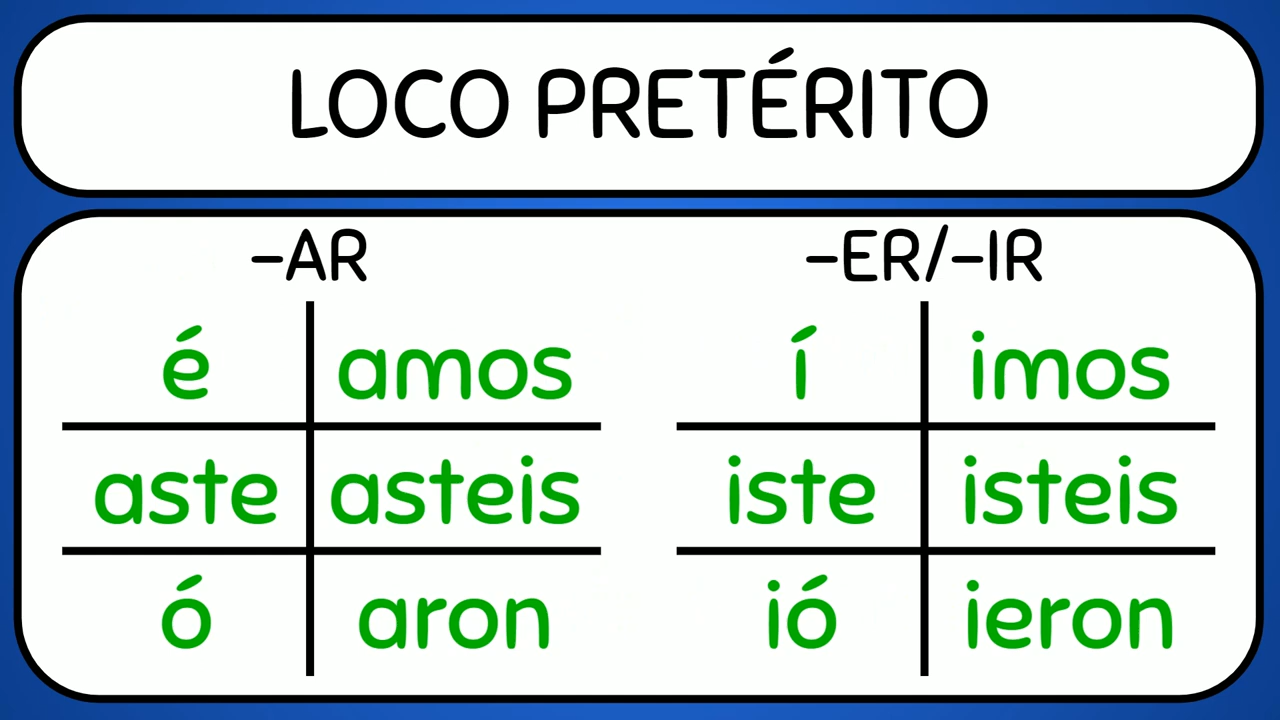 LOCO PRETÉRITO
–AR –ER/–IR
é amos í imos
aste asteis iste isteis
ó aron ió ieron